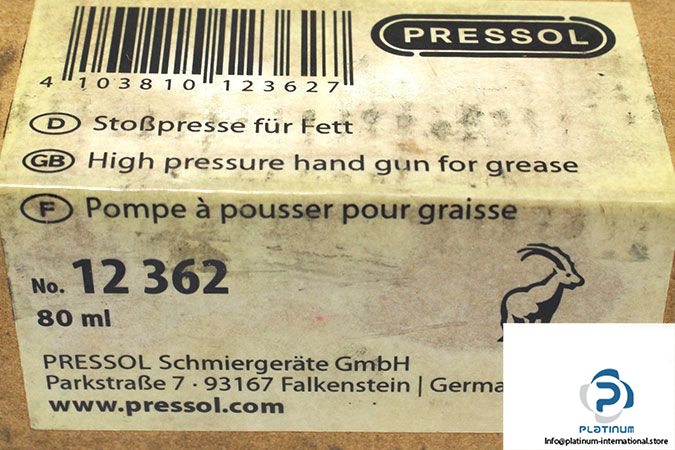 PRESSOL
4 103810 123627
D Stoßpresse für Fett
GB High pressure hand gun for grease
F Pompe à pousser pour graisse
No. 12 362
80 ml
PRESSOL Schmiergeräte GmbH
Parkstraße 7 · 93167 Falkenstein | Germa
www.pressol.com
PLATINUM
Info@platinum-international.store